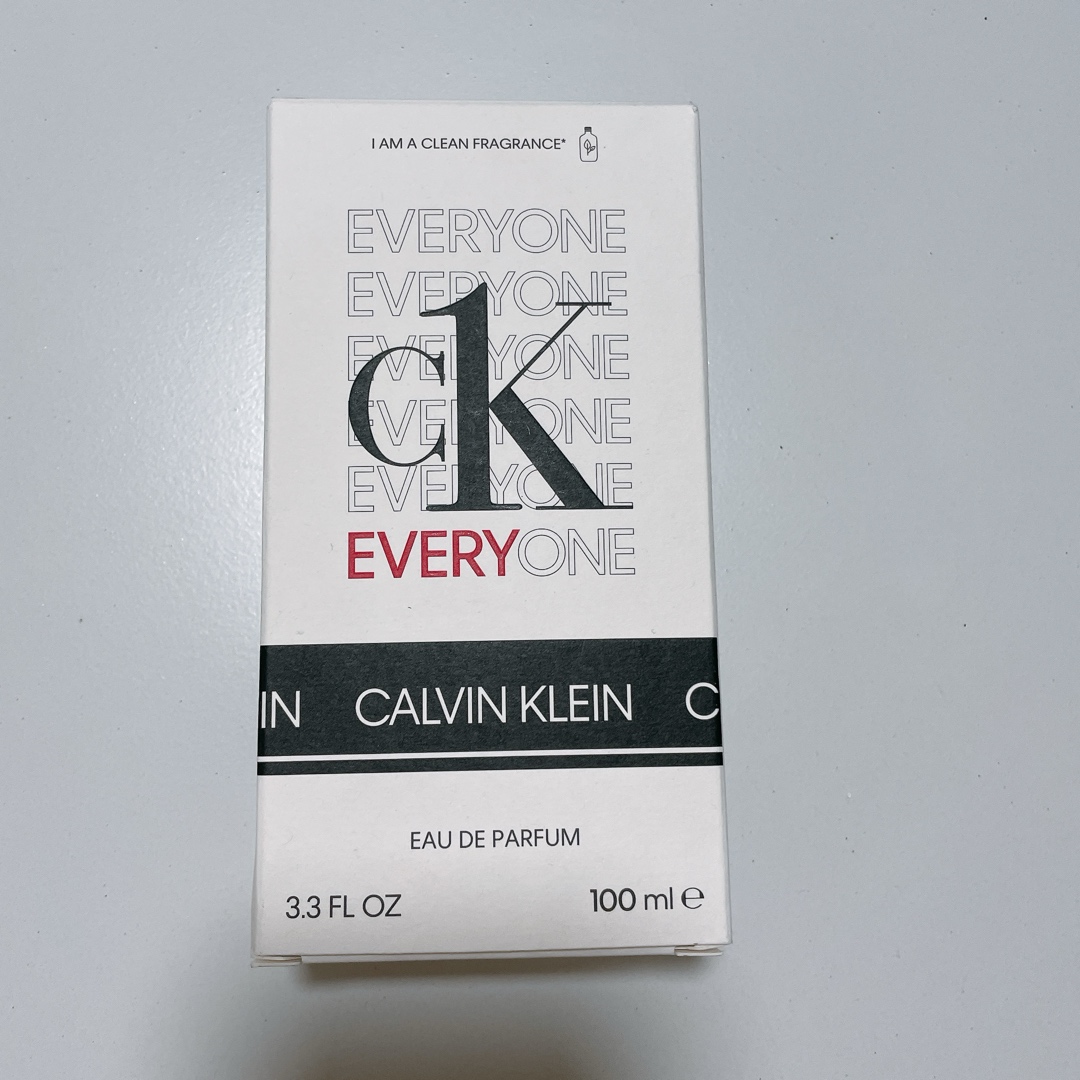 I AM A CLEAN FRAGRANCE*
EVERYONE
EVERYONE
EVERYONE
EVERYONE
EVERYONE
EVERYONE
ck
IN CALVIN KLEIN C
EAU DE PARFUM
3.3 FL OZ 100 ml ℮